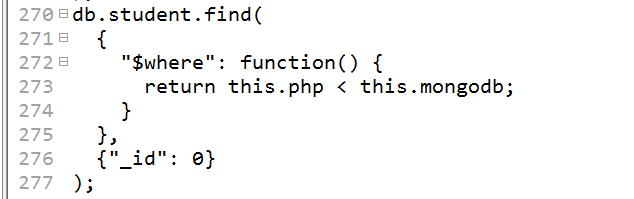 270 db.student.find(
271   {
272     "$where": function() {
273       return this.php < this.mongodb;
274     }
275   },
276   {"_id": 0}
277 );